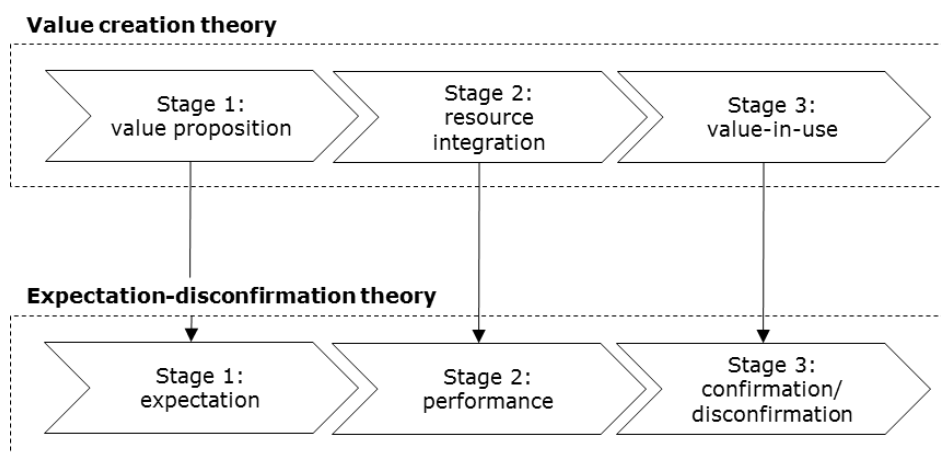 Value creation theory
Stage 1:
value proposition
Stage 2:
resource
integration
Stage 3:
value-in-use
Expectation-disconfirmation theory
Stage 1:
expectation
Stage 2:
performance
Stage 3:
confirmation/
disconfirmation